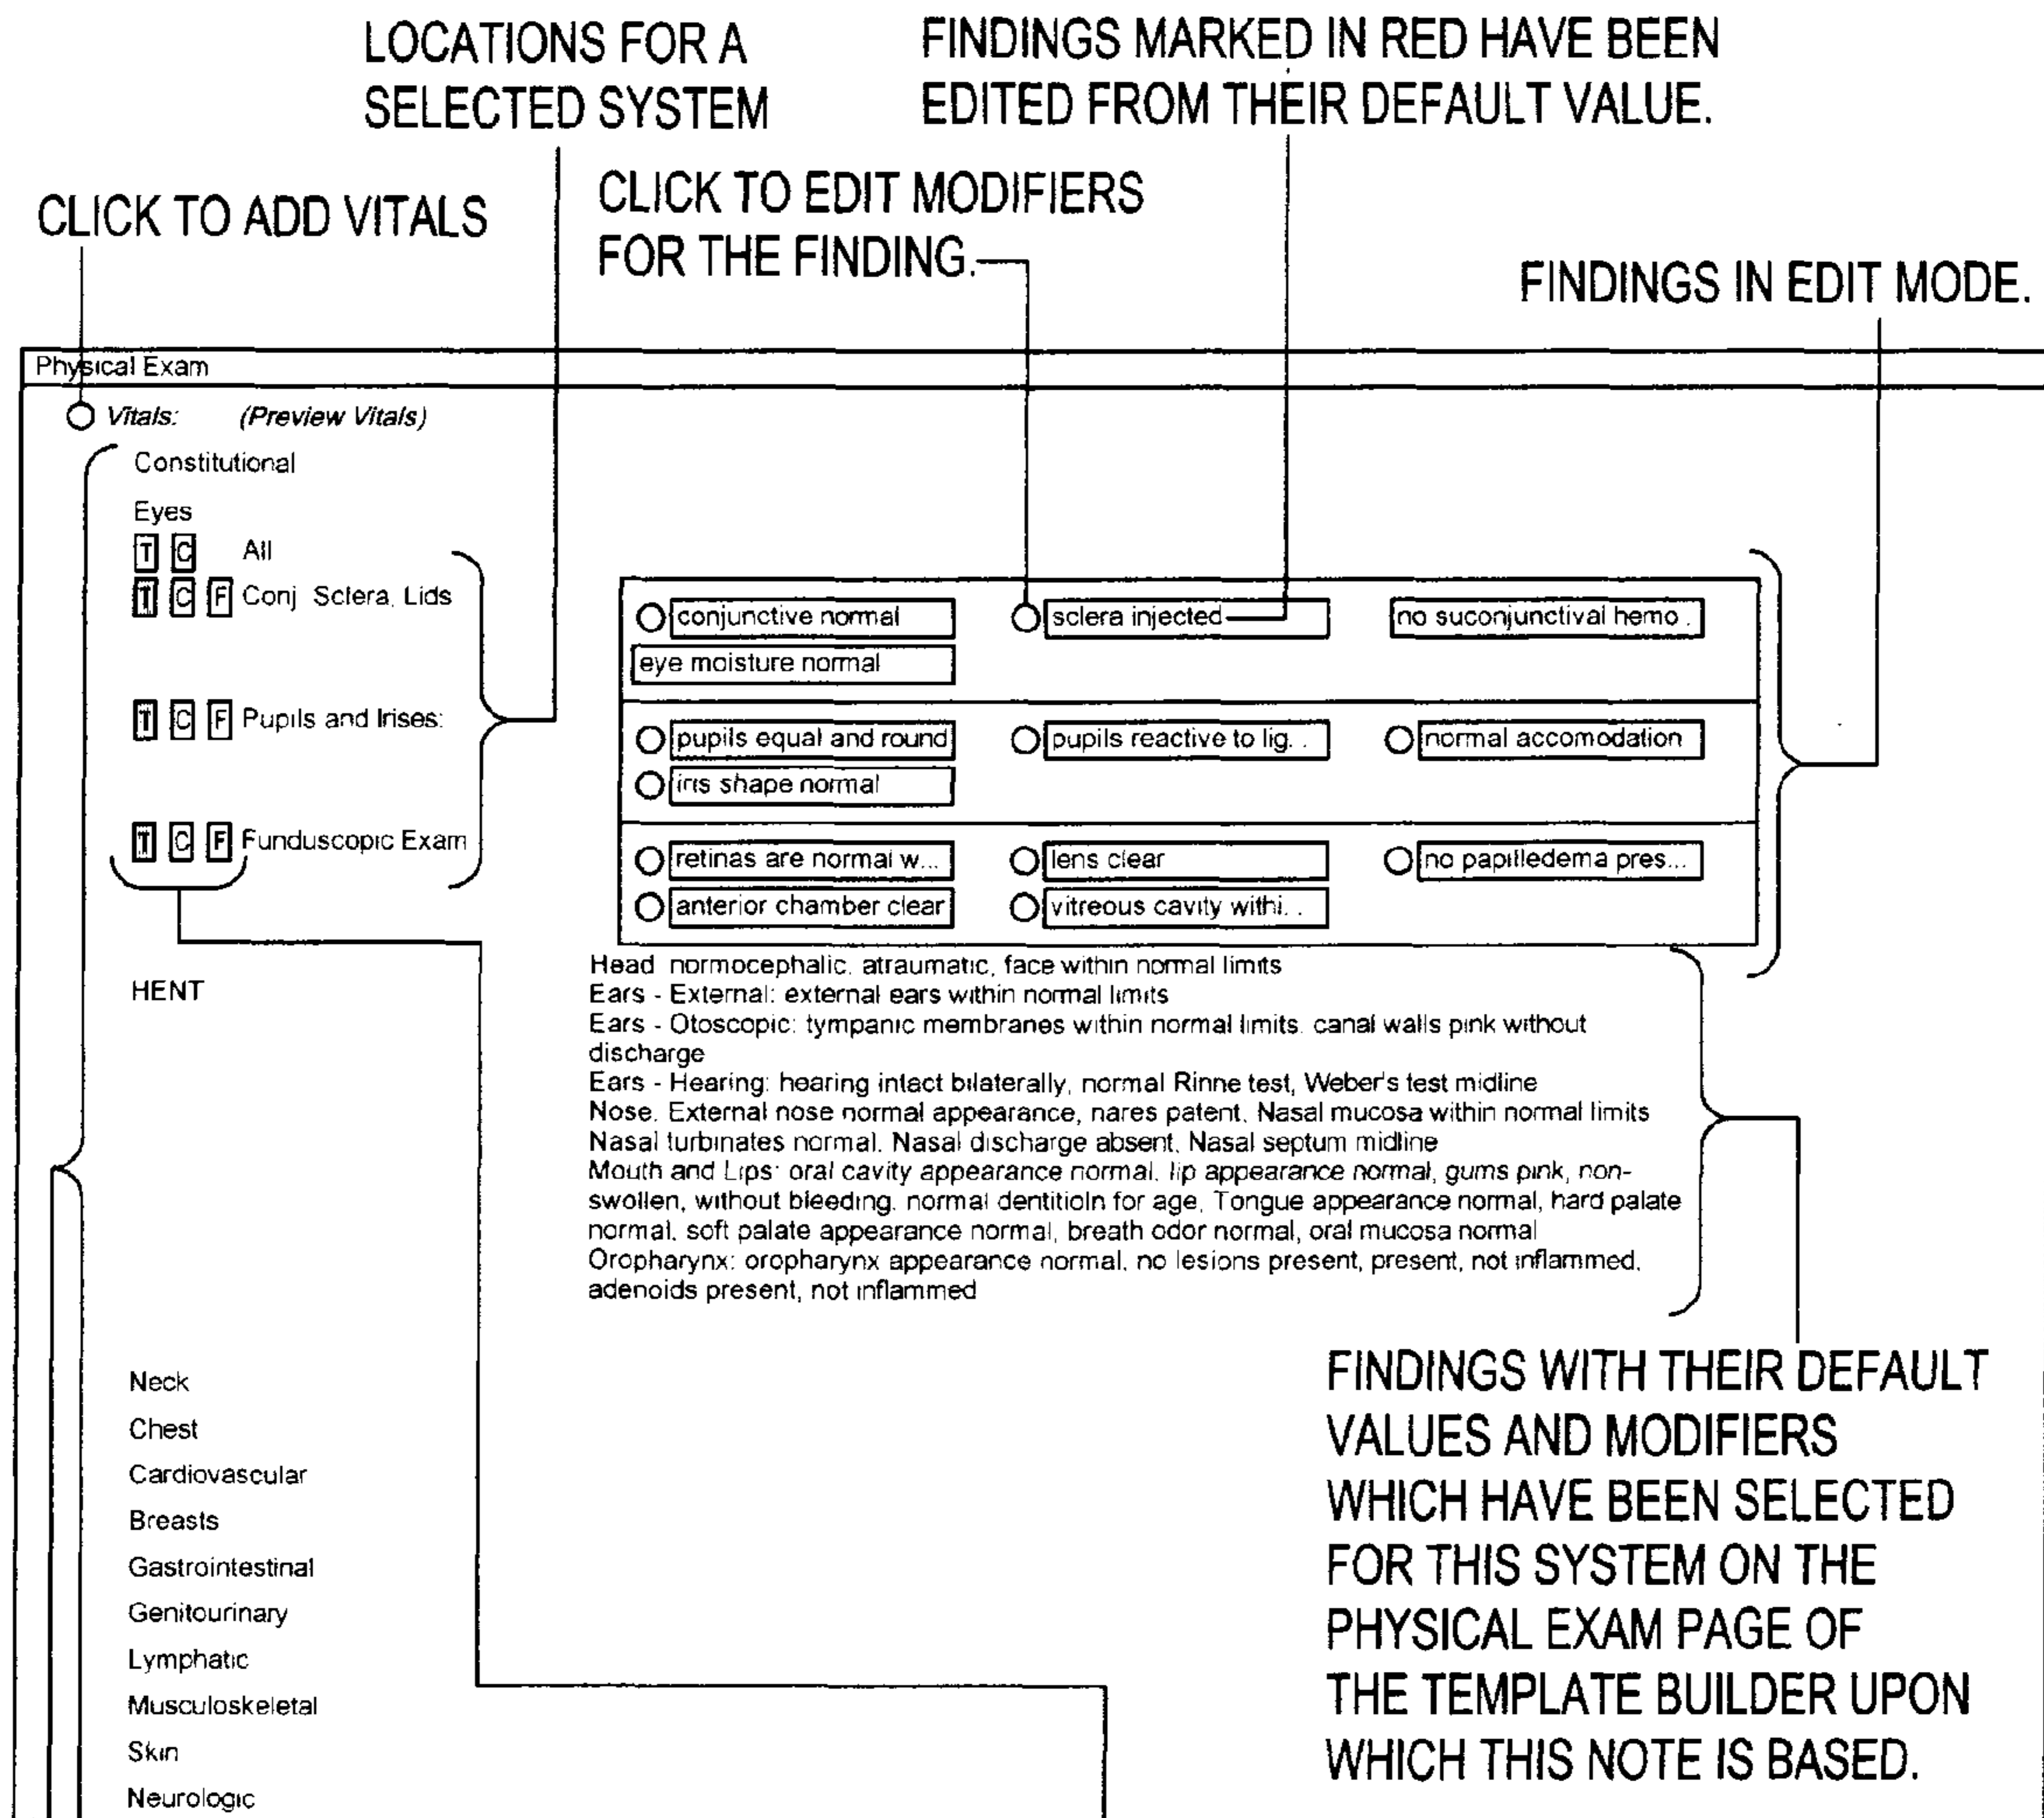 LOCATIONS FOR A
SELECTED SYSTEM
FINDINGS MARKED IN RED HAVE BEEN
EDITED FROM THEIR DEFAULT VALUE.
CLICK TO ADD VITALS
CLICK TO EDIT MODIFIERS
FOR THE FINDING.
FINDINGS IN EDIT MODE.
Physical Exam
Vitals: (Preview Vitals)
Constitutional
Eyes
T C All
T C F Conj Sclera, Lids
conjunctive normal sclera injected no suconjunctival hemo .
eye moisture normal
T C F Pupils and Irises:
pupils equal and round pupils reactive to lig. . normal accomodation
iris shape normal
T C F Funduscopic Exam
retinas are normal w... lens clear no papilledema pres...
anterior chamber clear vitreous cavity withi. .
HENT
Head normocephalic, atraumatic, face within normal limits
Ears - External: external ears within normal limits
Ears - Otoscopic: tympanic membranes within normal limits. canal walls pink without
discharge
Ears - Hearing: hearing intact bilaterally, normal Rinne test, Weber's test midline
Nose. External nose normal appearance, nares patent, Nasal mucosa within normal limits
Nasal turbinates normal. Nasal discharge absent, Nasal septum midline
Mouth and Lips: oral cavity appearance normal, lip appearance normal, gums pink, non-
swollen, without bleeding. normal dentitioln for age, Tongue appearance normal, hard palate
normal, soft palate appearance normal, breath odor normal, oral mucosa normal
Oropharynx: oropharynx appearance normal, no lesions present, present, not inflammed,
adenoids present, not inflammed
Neck
Chest
Cardiovascular
Breasts
Gastrointestinal
Genitourinary
Lymphatic
Musculoskeletal
Skin
Neurologic
FINDINGS WITH THEIR DEFAULT
VALUES AND MODIFIERS
WHICH HAVE BEEN SELECTED
FOR THIS SYSTEM ON THE
PHYSICAL EXAM PAGE OF
THE TEMPLATE BUILDER UPON
WHICH THIS NOTE IS BASED.